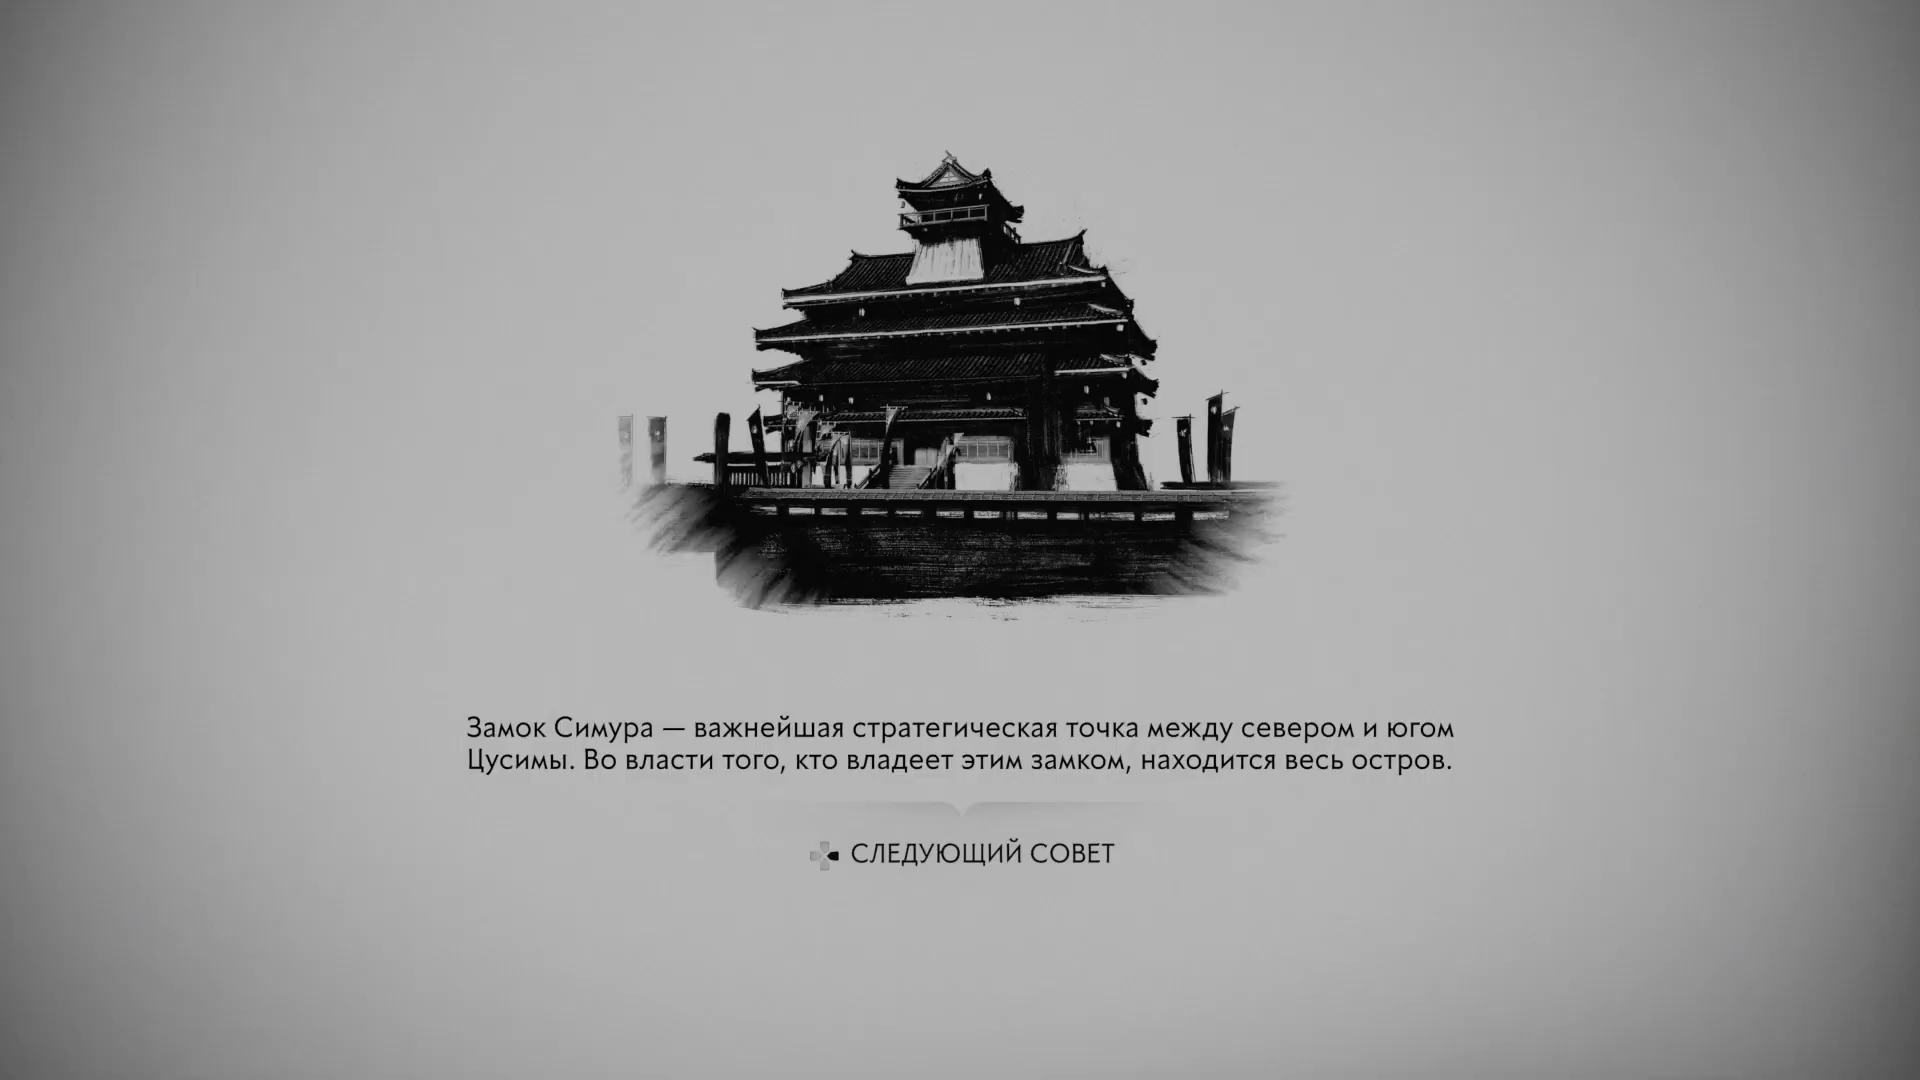 Замок Симура — важнейшая стратегическая точка между севером и югом
Цусимы. Во власти того, кто владеет этим замком, находится весь остров.
СЛЕДУЮЩИЙ СОВЕТ